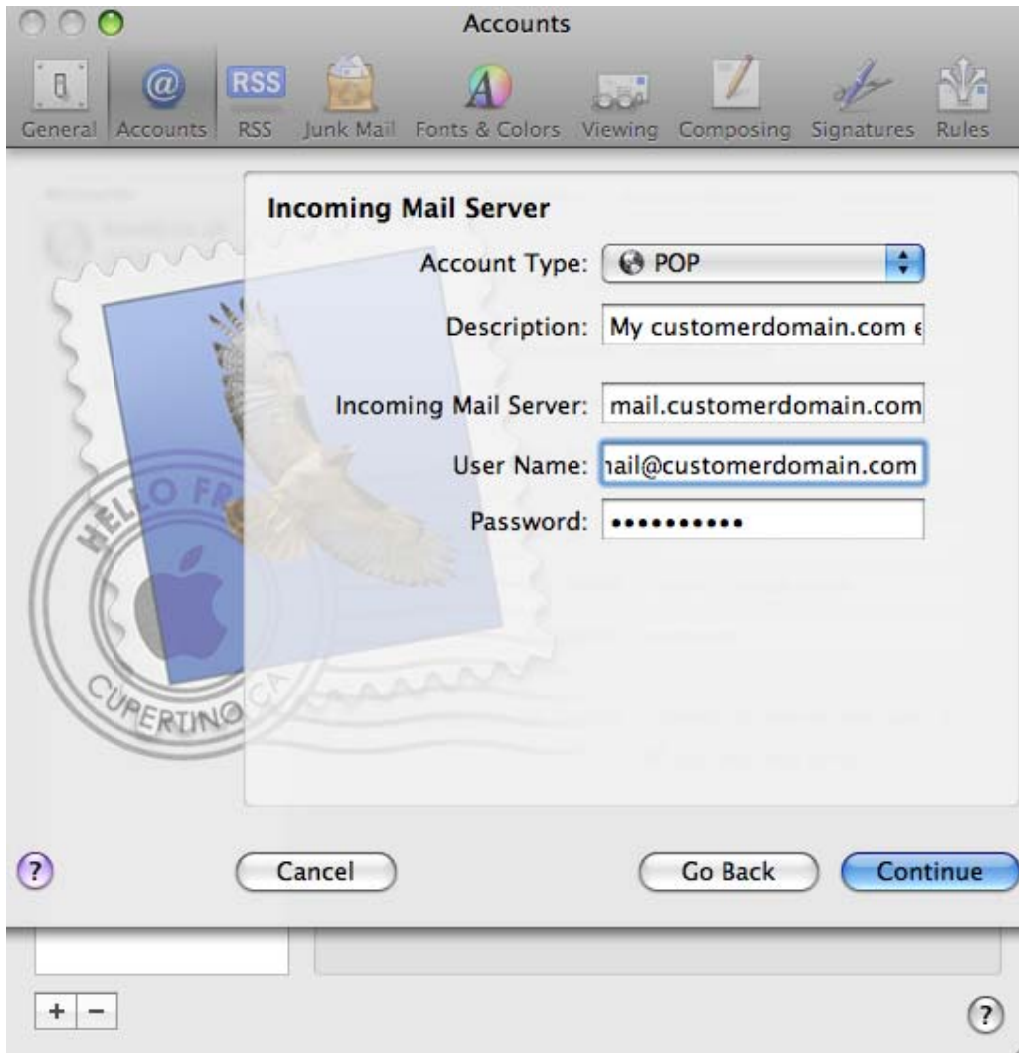 Accounts
RSS
General Accounts RSS Junk Mail Fonts & Colors Viewing Composing Signatures Rules
Incoming Mail Server
Account Type: POP
Description: My customerdomain.com e
Incoming Mail Server: mail.customerdomain.com
User Name: nail@customerdomain.com
Password: ••••••••••
HELLO FR
CUPERTINO CA
? Cancel Go Back Continue
+ − ?